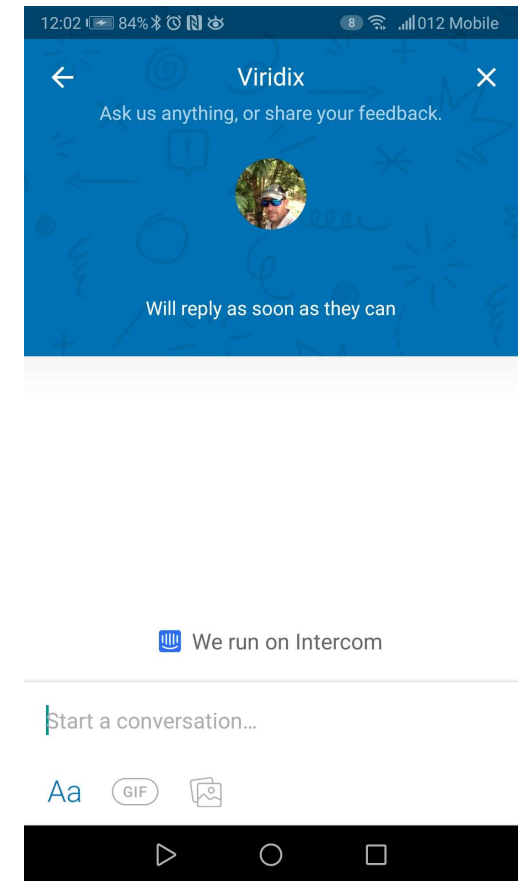 12:02 84% 8 012 Mobile
Viridix
Ask us anything, or share your feedback.
Will reply as soon as they can
We run on Intercom
Start a conversation…
Aa GIF